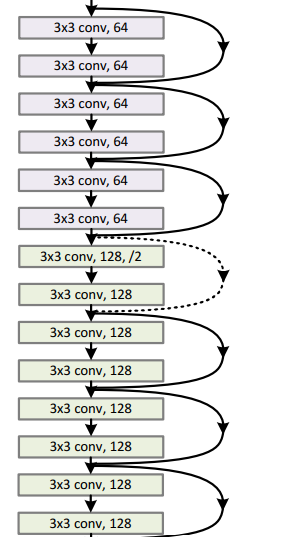 3x3 conv, 64
3x3 conv, 64
3x3 conv, 64
3x3 conv, 64
3x3 conv, 64
3x3 conv, 64
3x3 conv, 128, /2
3x3 conv, 128
3x3 conv, 128
3x3 conv, 128
3x3 conv, 128
3x3 conv, 128
3x3 conv, 128
3x3 conv, 128